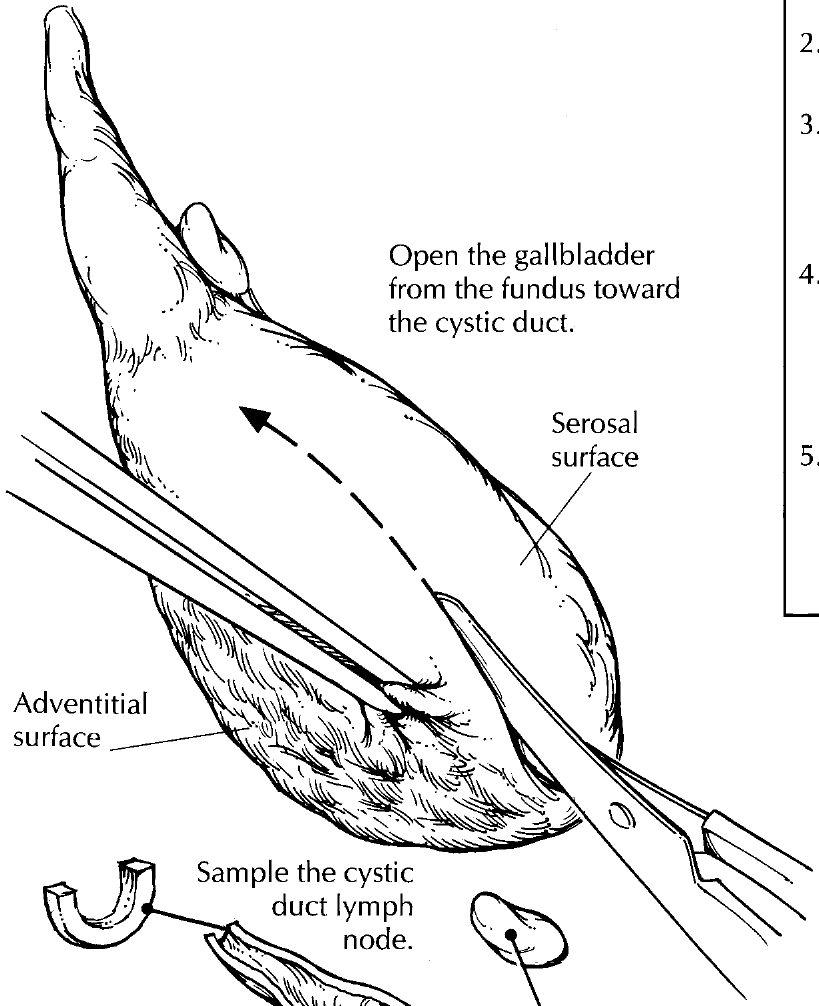 2.
3.
Open the gallbladder
from the fundus toward
the cystic duct.
4.
Serosal
surface
5.
Adventitial
surface
Sample the cystic
duct lymph
node.